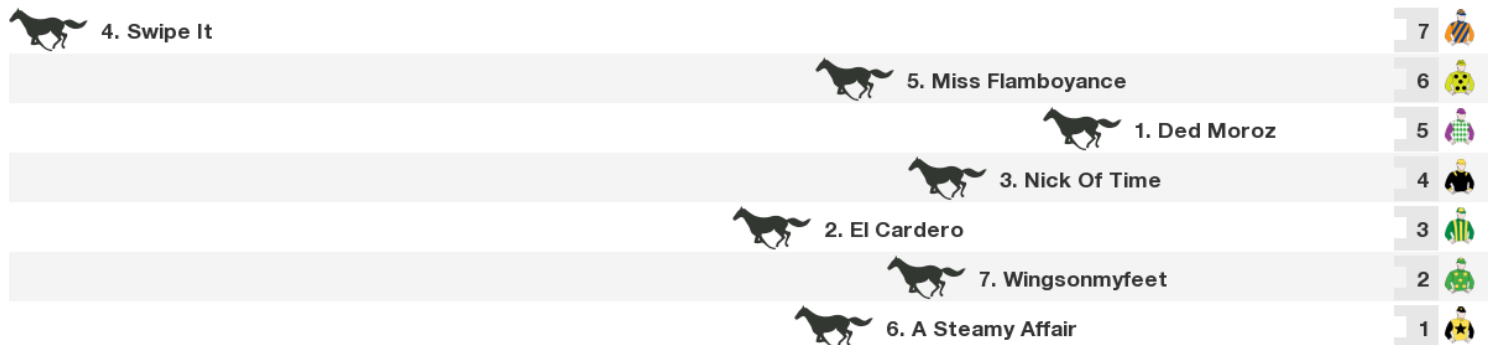 4. Swipe It 7
5. Miss Flamboyance 6
1. Ded Moroz 5
3. Nick Of Time 4
2. El Cardero 3
7. Wingsonmyfeet 2
6. A Steamy Affair 1